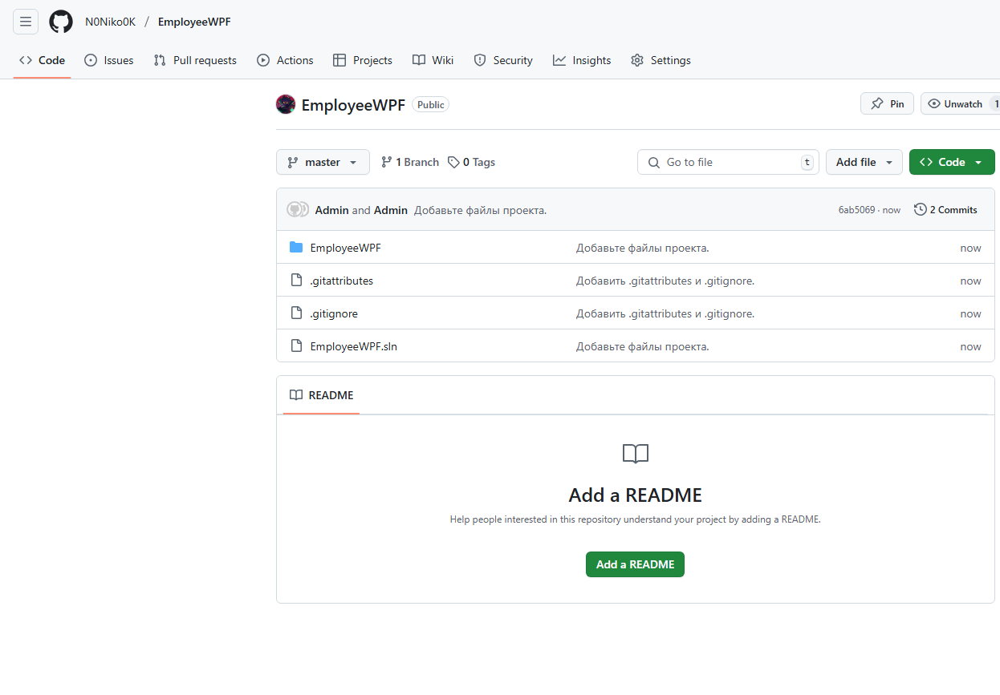 N0Niko0K / EmployeeWPF
Code Issues Pull requests Actions Projects Wiki Security Insights Settings
EmployeeWPF Public Pin Unwatch 1
master 1 Branch 0 Tags Go to file t Add file Code
Admin and Admin Добавьте файлы проекта. 6ab5069 · now 2 Commits
EmployeeWPF Добавьте файлы проекта. now
.gitattributes Добавить .gitattributes и .gitignore. now
.gitignore Добавить .gitattributes и .gitignore. now
EmployeeWPF.sln Добавьте файлы проекта. now
README
Add a README
Help people interested in this repository understand your project by adding a README.
Add a README